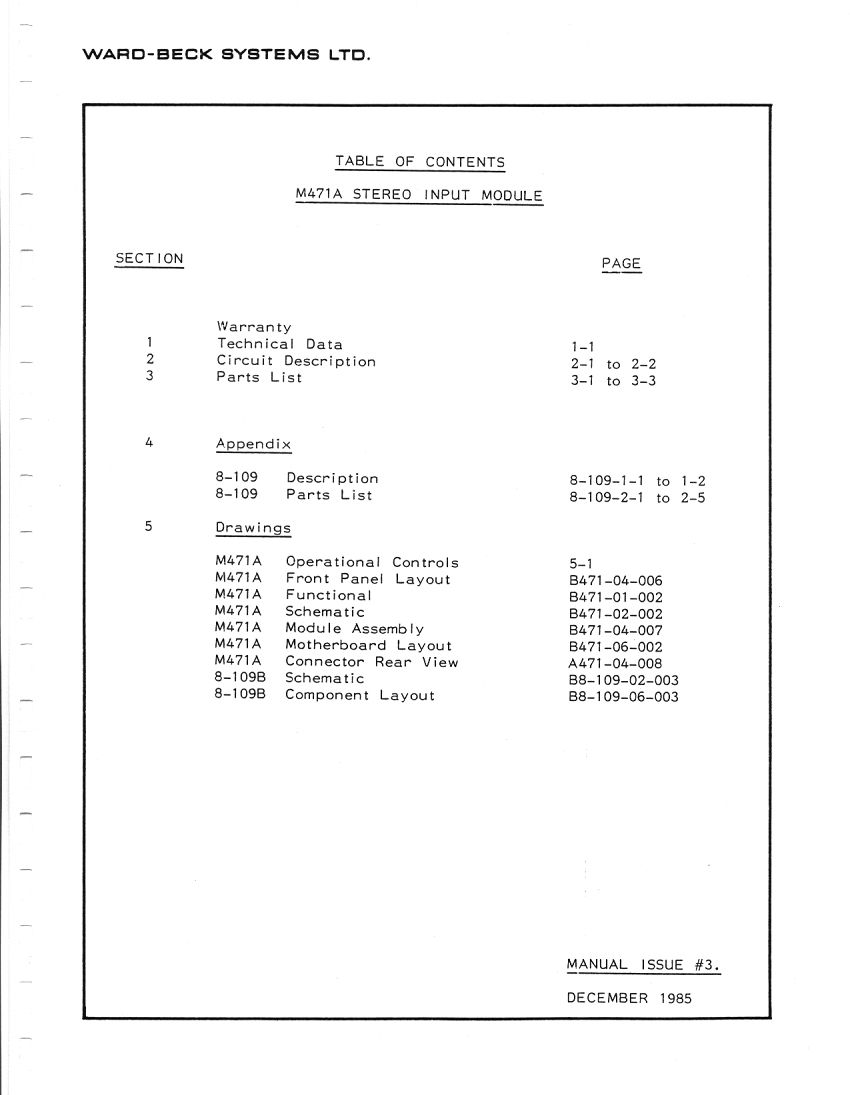 WARD-BECK SYSTEMS LTD.
TABLE OF CONTENTS
M471A STEREO INPUT MODULE
SECTION PAGE
Warranty
1 Technical Data 1-1
2 Circuit Description 2-1 to 2-2
3 Parts List 3-1 to 3-3
4 Appendix
8-109 Description 8-109-1-1 to 1-2
8-109 Parts List 8-109-2-1 to 2-5
5 Drawings
M471A Operational Controls 5-1
M471A Front Panel Layout B471-04-006
M471A Functional B471-01-002
M471A Schematic B471-02-002
M471A Module Assembly B471-04-007
M471A Motherboard Layout B471-06-002
M471A Connector Rear View A471-04-008
8-109B Schematic B8-109-02-003
8-109B Component Layout B8-109-06-003
MANUAL ISSUE #3.
DECEMBER 1985